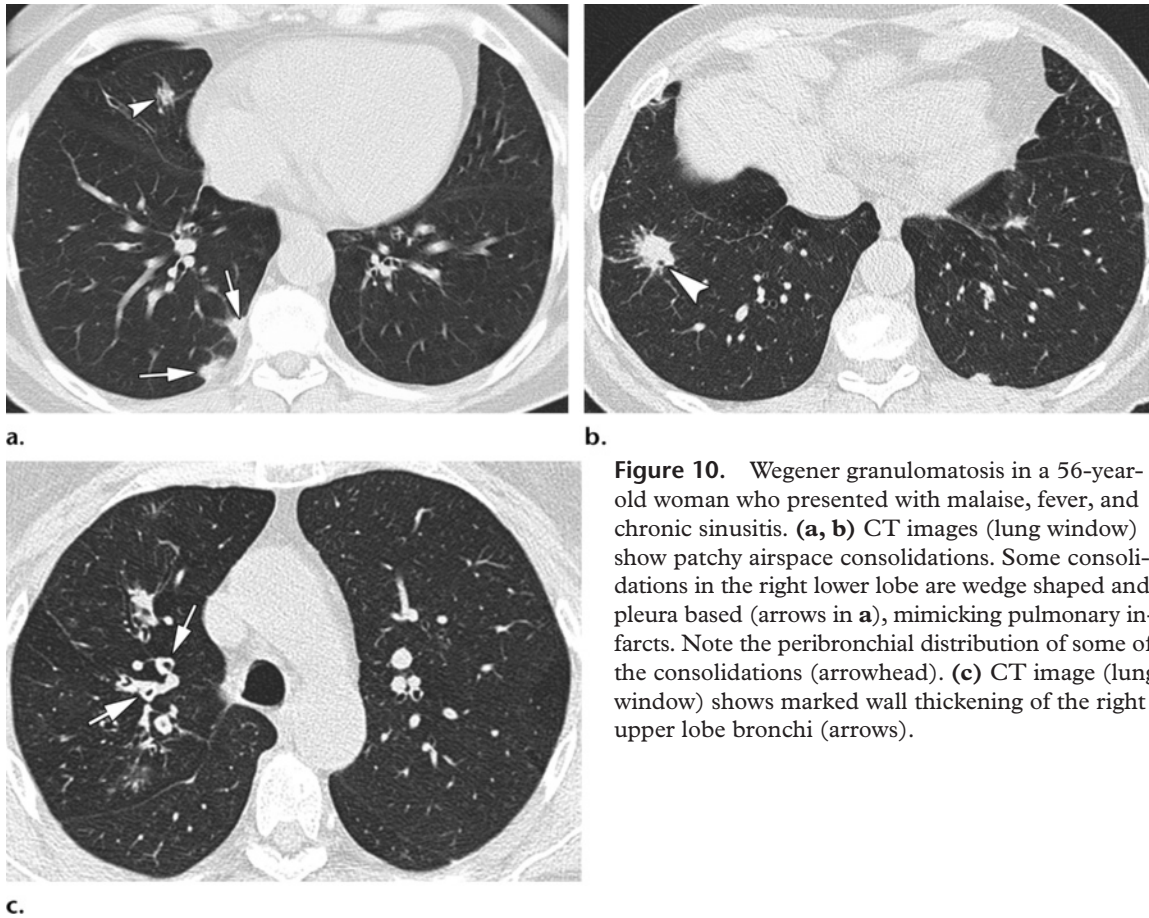 a.
b.
Figure 10. Wegener granulomatosis in a 56-year-
old woman who presented with malaise, fever, and
chronic sinusitis. (a, b) CT images (lung window)
show patchy airspace consolidations. Some consoli-
dations in the right lower lobe are wedge shaped and
pleura based (arrows in a), mimicking pulmonary in-
farcts. Note the peribronchial distribution of some of
the consolidations (arrowhead). (c) CT image (lung
window) shows marked wall thickening of the right
upper lobe bronchi (arrows).
c.